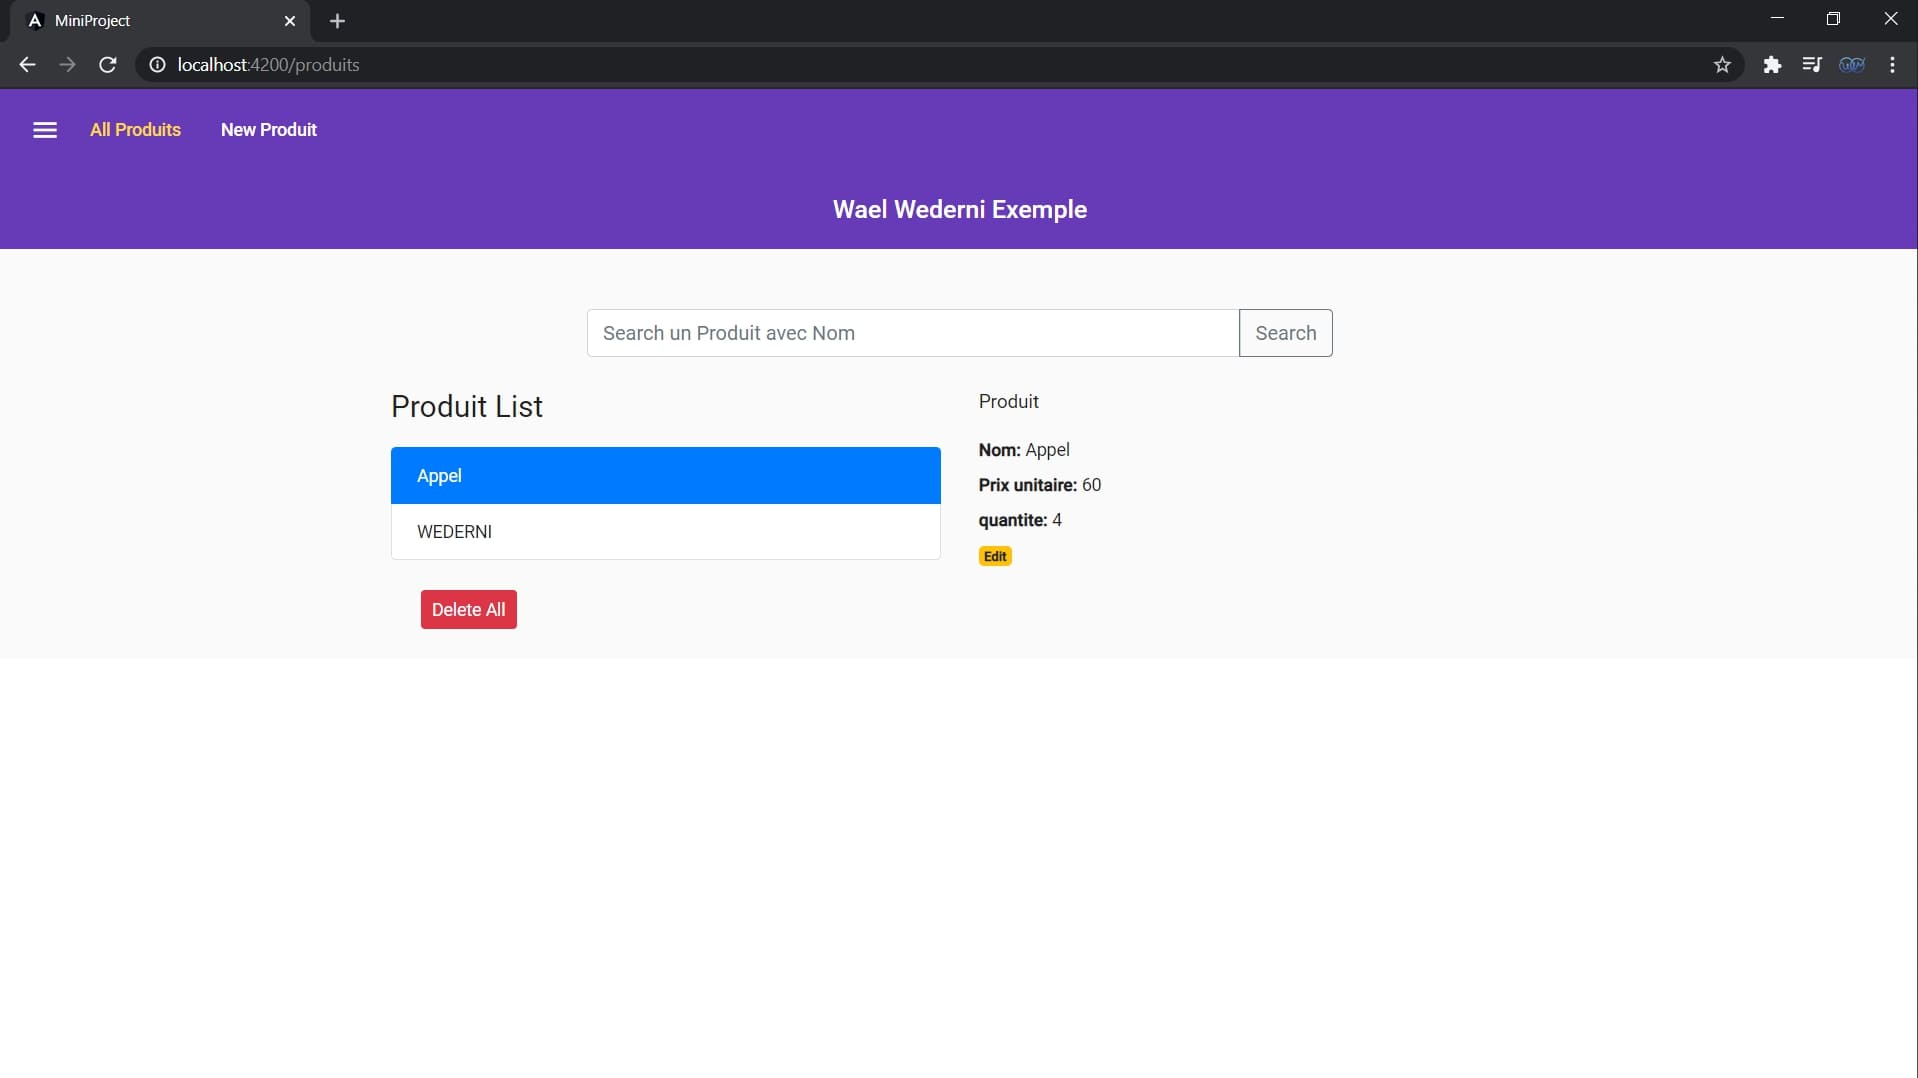 MiniProject
localhost:4200/produits
All Produits New Produit
Wael Wederni Exemple
Search un Produit avec Nom Search
Produit List
Appel
WEDERNI
Delete All
Produit
Nom: Appel
Prix unitaire: 60
quantite: 4
Edit